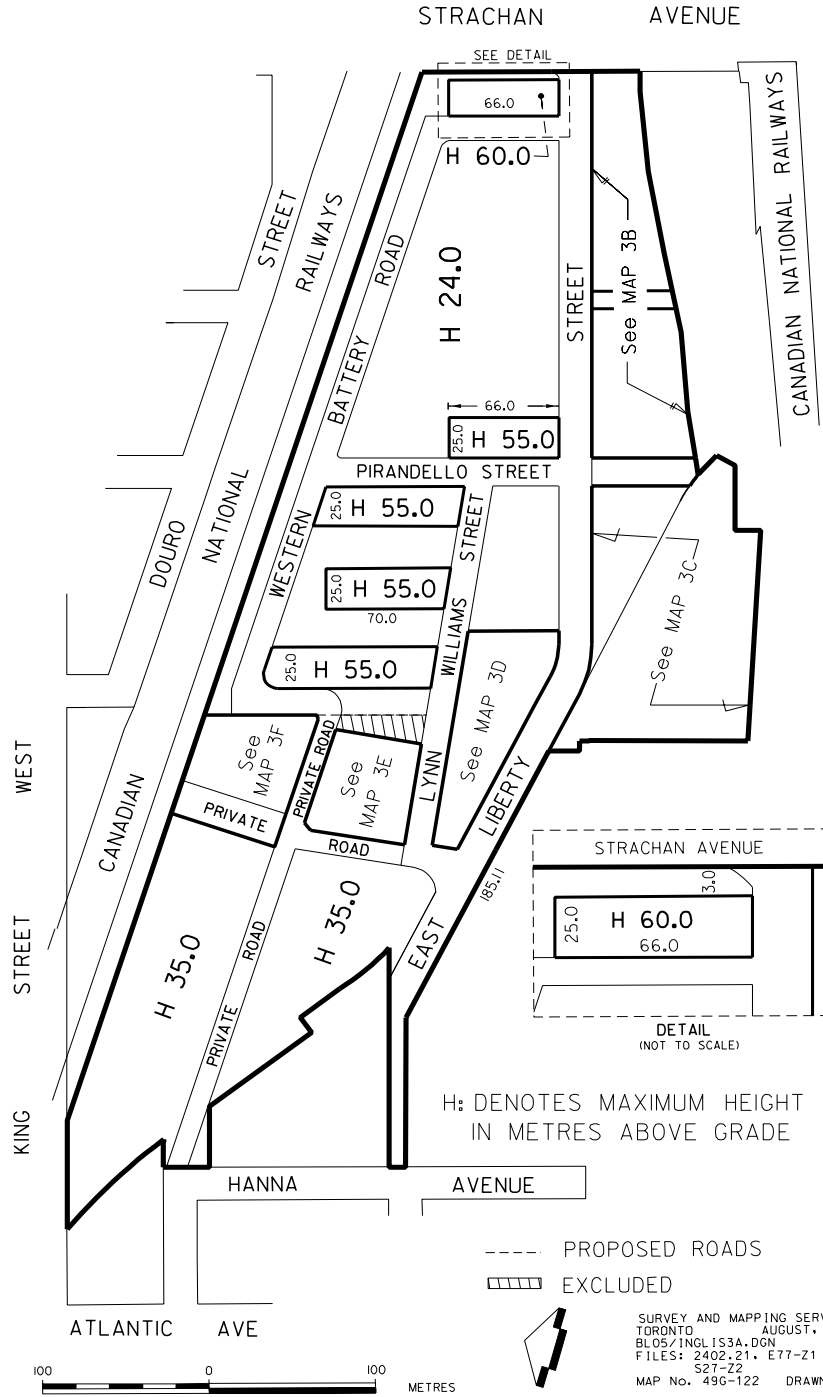 STRACHAN AVENUE
SEE DETAIL
66.0
H 60.0
CANADIAN NATIONAL RAILWAYS
STREET
RAILWAYS
ROAD
H 24.0
STREET
See MAP 3B
BATTERY
66.0
25.0 H 55.0
PIRANDELLO STREET
NATIONAL
DOURO
WESTERN
25.0 H 55.0
STREET
25.0 H 55.0
70.0
See MAP 3C
WILLIAMS
25.0 H 55.0
See MAP 3D
WEST
See
MAP 3F
PRIVATE ROAD
See
MAP 3E
LYNN
LIBERTY
CANADIAN
PRIVATE
ROAD
STRACHAN AVENUE
3.0
25.0
H 60.0
66.0
185.11
H 35.0
ROAD
H 35.0
EAST
STREET
PRIVATE
DETAIL
(NOT TO SCALE)
KING
H: DENOTES MAXIMUM HEIGHT
IN METRES ABOVE GRADE
HANNA AVENUE
PROPOSED ROADS
EXCLUDED
ATLANTIC AVE
SURVEY AND MAPPING SERV
TORONTO AUGUST,
BL05/INGLIS3A.DGN
FILES: 2402.21. E77-Z1
S27-Z2
MAP No. 49G-122 DRAWN
100 0 100
METRES